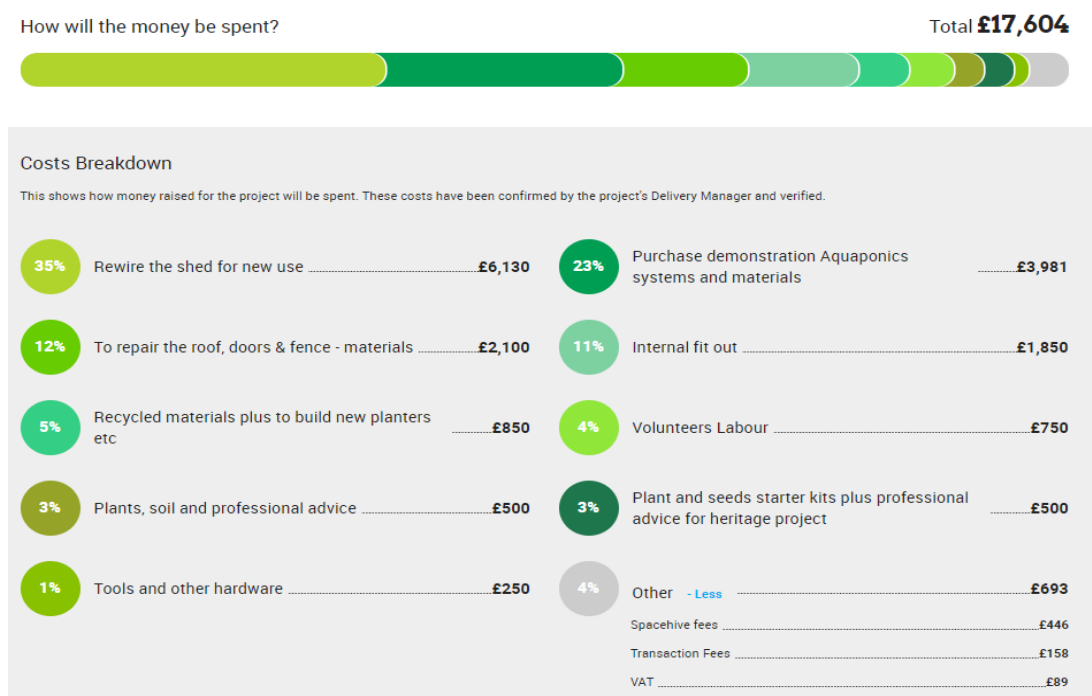 How will the money be spent?
Total £17,604
Costs Breakdown
This shows how money raised for the project will be spent. These costs have been confirmed by the project's Delivery Manager and verified.
35% Rewire the shed for new use £6,130
23% Purchase demonstration Aquaponics
systems and materials £3,981
12% To repair the roof, doors & fence - materials £2,100
11% Internal fit out £1,850
5% Recycled materials plus to build new planters
etc £850
4% Volunteers Labour £750
3% Plants, soil and professional advice £500
3% Plant and seeds starter kits plus professional
advice for heritage project £500
1% Tools and other hardware £250
4% Other - Less £693
Spacehive fees £446
Transaction Fees £158
VAT £89